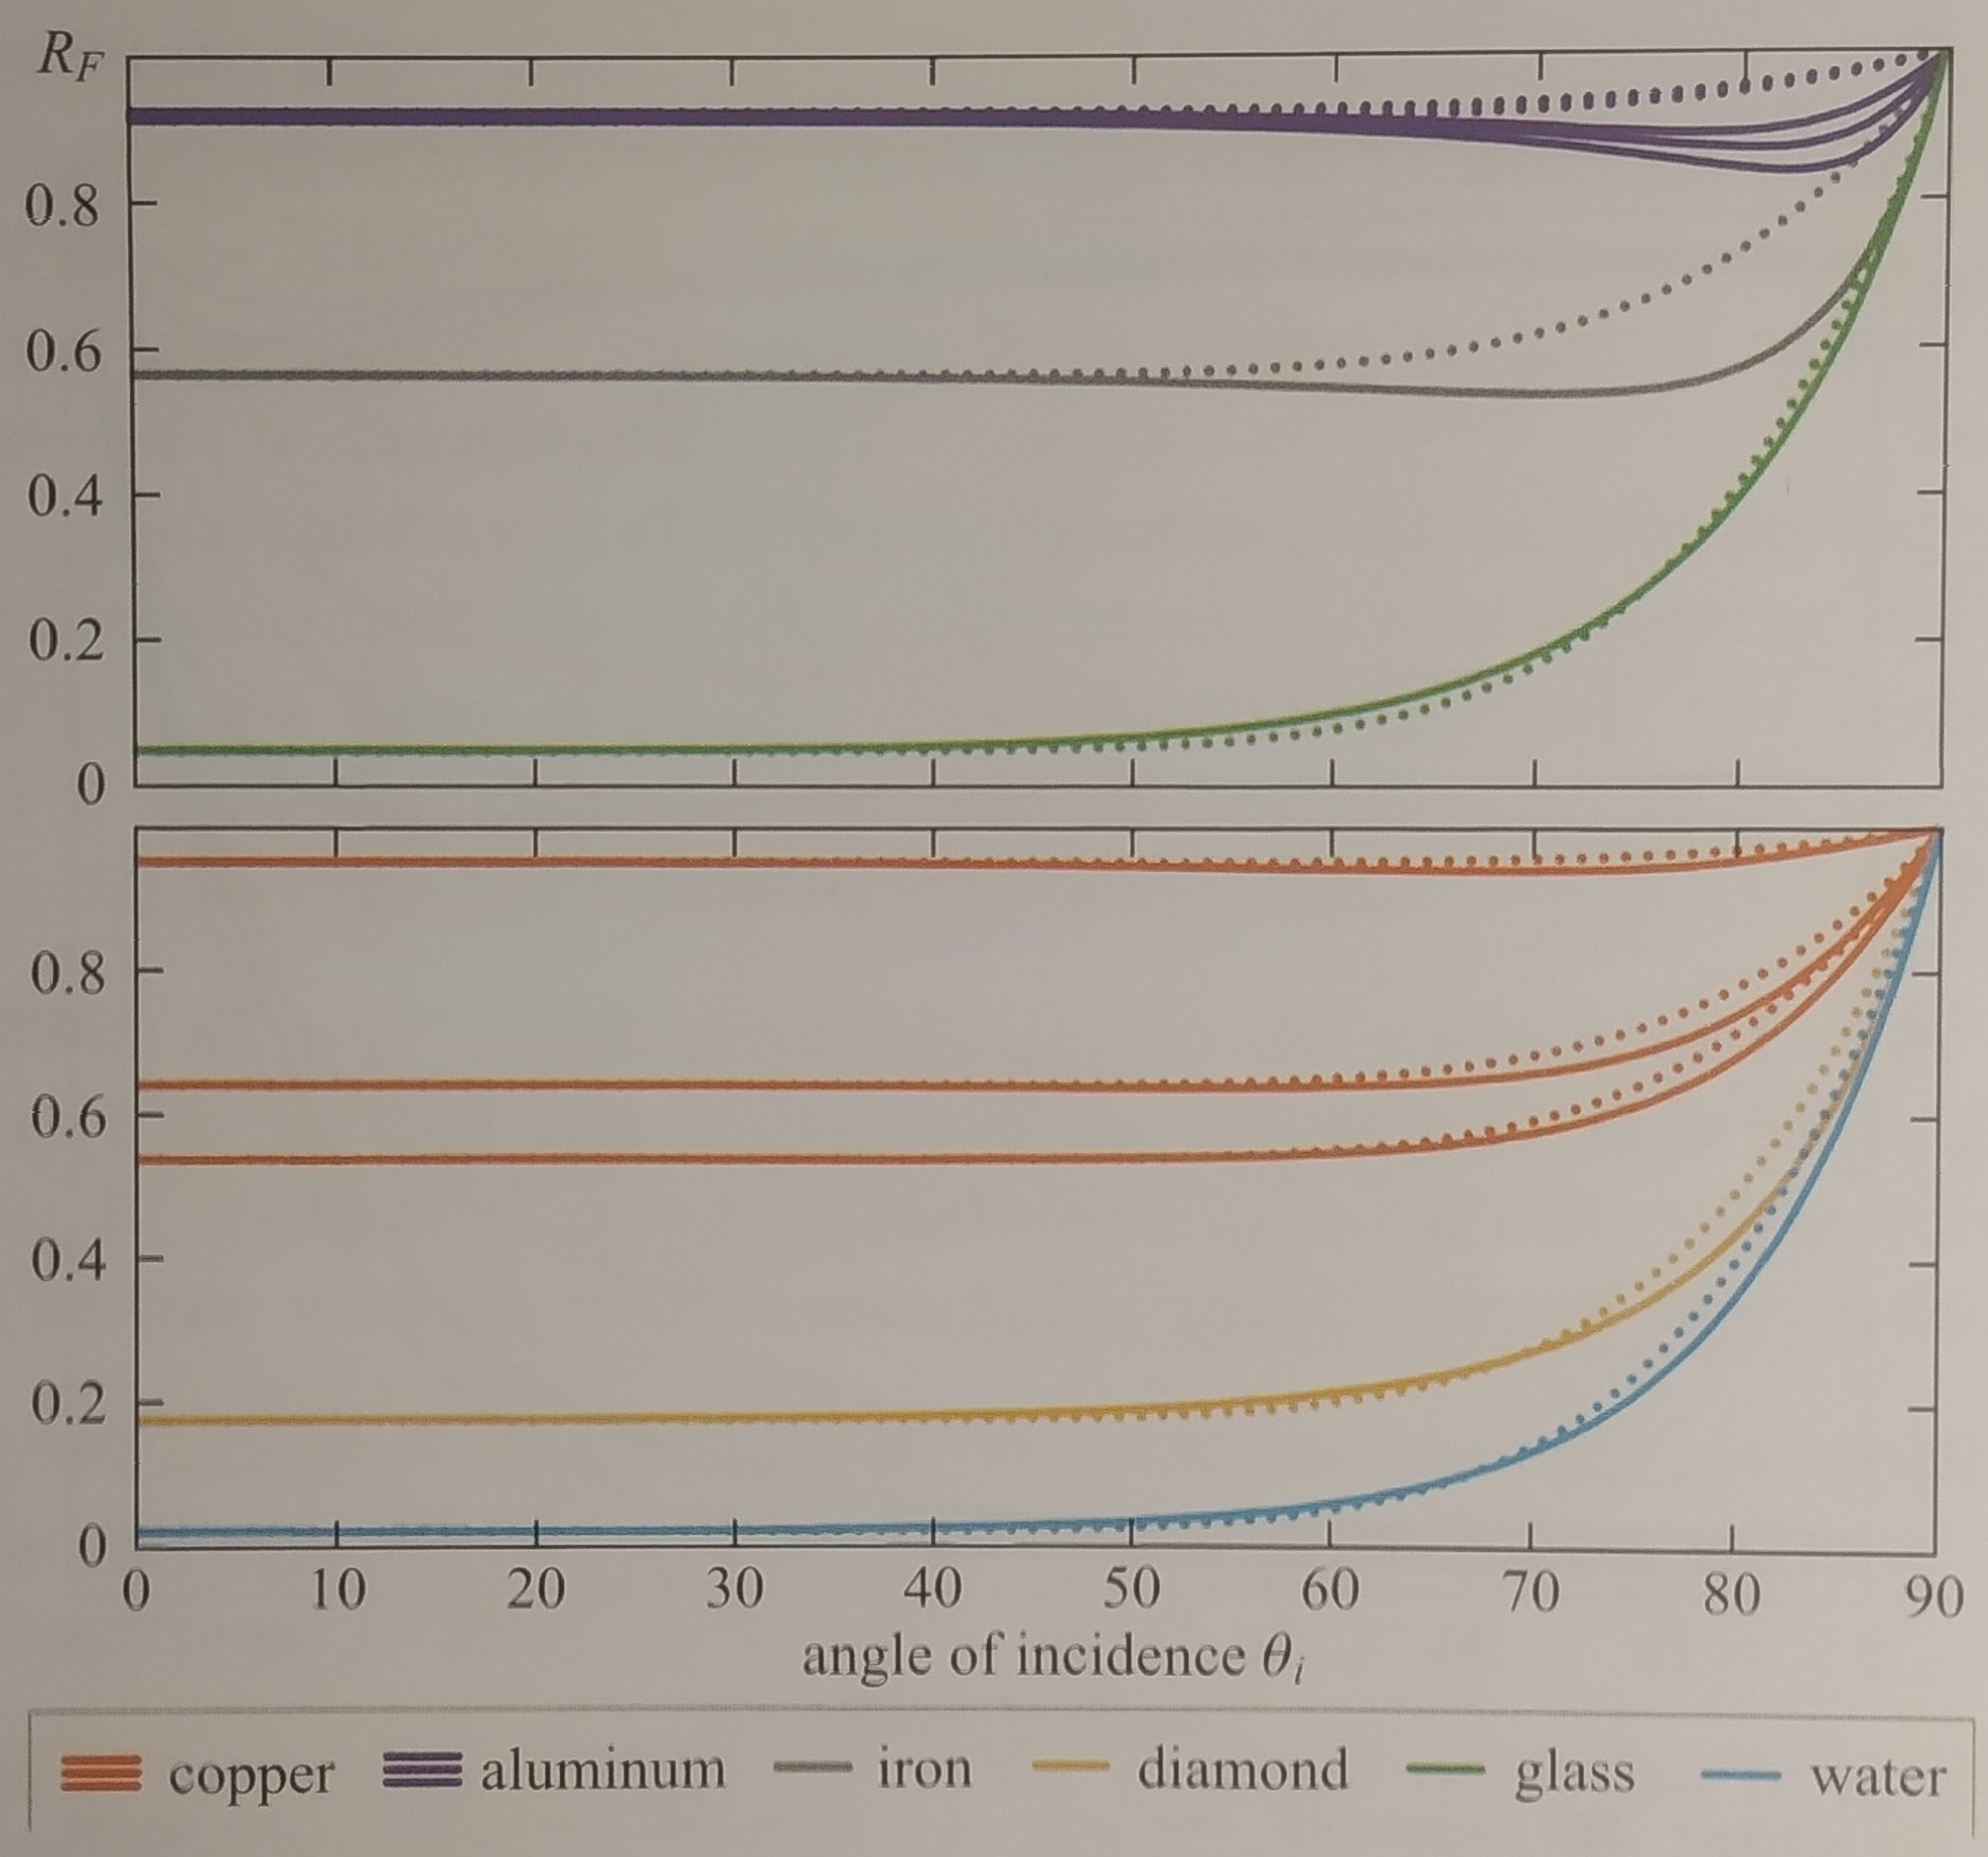 R_F
0.8
0.6
0.4
0.2
0
0.8
0.6
0.4
0.2
0
0 10 20 30 40 50 60 70 80 90
angle of incidence θ_i
copper aluminum iron diamond glass water